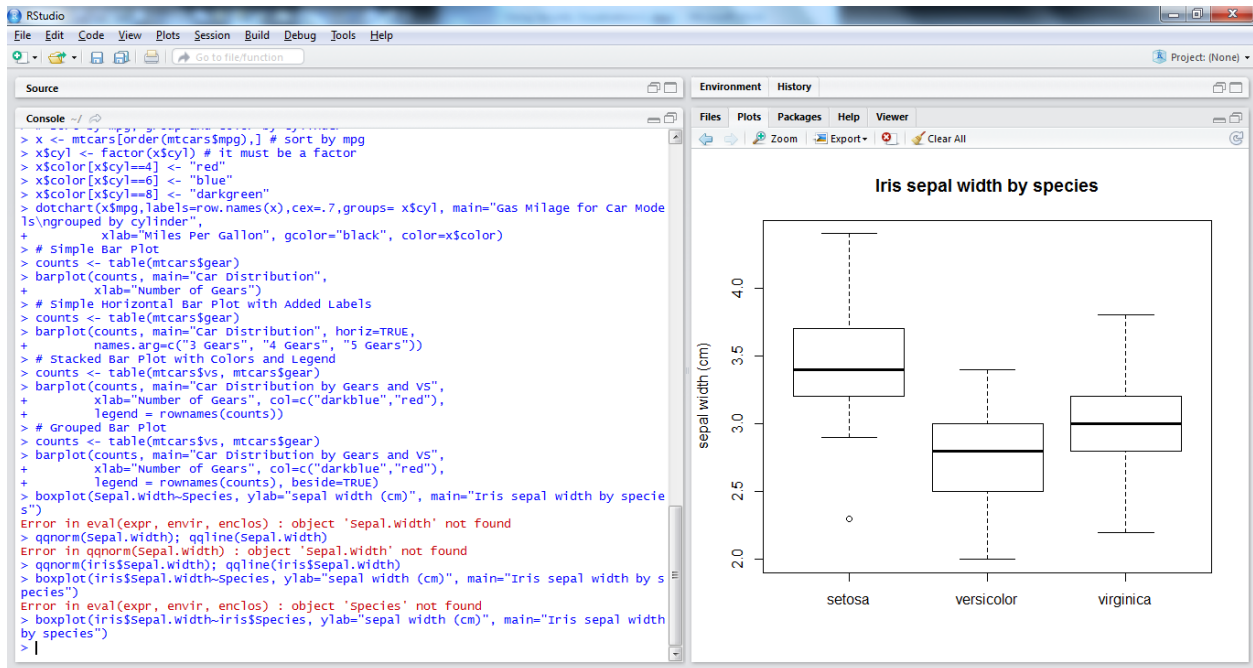 RStudio
File Edit Code View Plots Session Build Debug Tools Help
Go to file/function
Project: (None)
Source
Console ~/
> # Sort by mpg, group and color by cylinder
> x <- mtcars[order(mtcars$mpg),] # sort by mpg
> x$cyl <- factor(x$cyl) # it must be a factor
> x$color[x$cyl==4] <- "red"
> x$color[x$cyl==6] <- "blue"
> x$color[x$cyl==8] <- "darkgreen"
> dotchart(x$mpg,labels=row.names(x),cex=.7,groups= x$cyl, main="Gas Milage for Car Mode
ls\ngrouped by cylinder",
+ xlab="Miles Per Gallon", gcolor="black", color=x$color)
> # Simple Bar Plot
> counts <- table(mtcars$gear)
> barplot(counts, main="Car Distribution",
+ xlab="Number of Gears")
> # Simple Horizontal Bar Plot with Added Labels
> counts <- table(mtcars$gear)
> barplot(counts, main="Car Distribution", horiz=TRUE,
+ names.arg=c("3 Gears", "4 Gears", "5 Gears"))
> # Stacked Bar Plot with Colors and Legend
> counts <- table(mtcars$vs, mtcars$gear)
> barplot(counts, main="Car Distribution by Gears and VS",
+ xlab="Number of Gears", col=c("darkblue","red"),
+ legend = rownames(counts))
> # Grouped Bar Plot
> counts <- table(mtcars$vs, mtcars$gear)
> barplot(counts, main="Car Distribution by Gears and VS",
+ xlab="Number of Gears", col=c("darkblue","red"),
+ legend = rownames(counts), beside=TRUE)
> boxplot(Sepal.Width~Species, ylab="sepal width (cm)", main="Iris sepal width by specie
s")
Error in eval(expr, envir, enclos) : object 'Sepal.Width' not found
> qqnorm(Sepal.Width); qqline(Sepal.Width)
Error in qqnorm(Sepal.Width) : object 'Sepal.Width' not found
> qqnorm(iris$Sepal.Width); qqline(iris$Sepal.Width)
> boxplot(iris$Sepal.Width~Species, ylab="sepal width (cm)", main="Iris sepal width by s
pecies")
Error in eval(expr, envir, enclos) : object 'Species' not found
> boxplot(iris$Sepal.Width~iris$Species, ylab="sepal width (cm)", main="Iris sepal width
by species")
>
Environment History
Files Plots Packages Help Viewer
Zoom Export Clear All
Iris sepal width by species
sepal width (cm)
4.0
3.5
3.0
2.5
2.0
setosa versicolor virginica